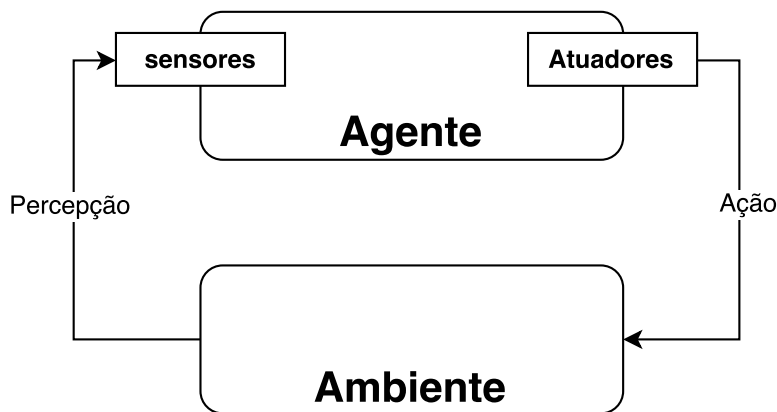 sensores
Atuadores
Agente
Percepção
Ação
Ambiente